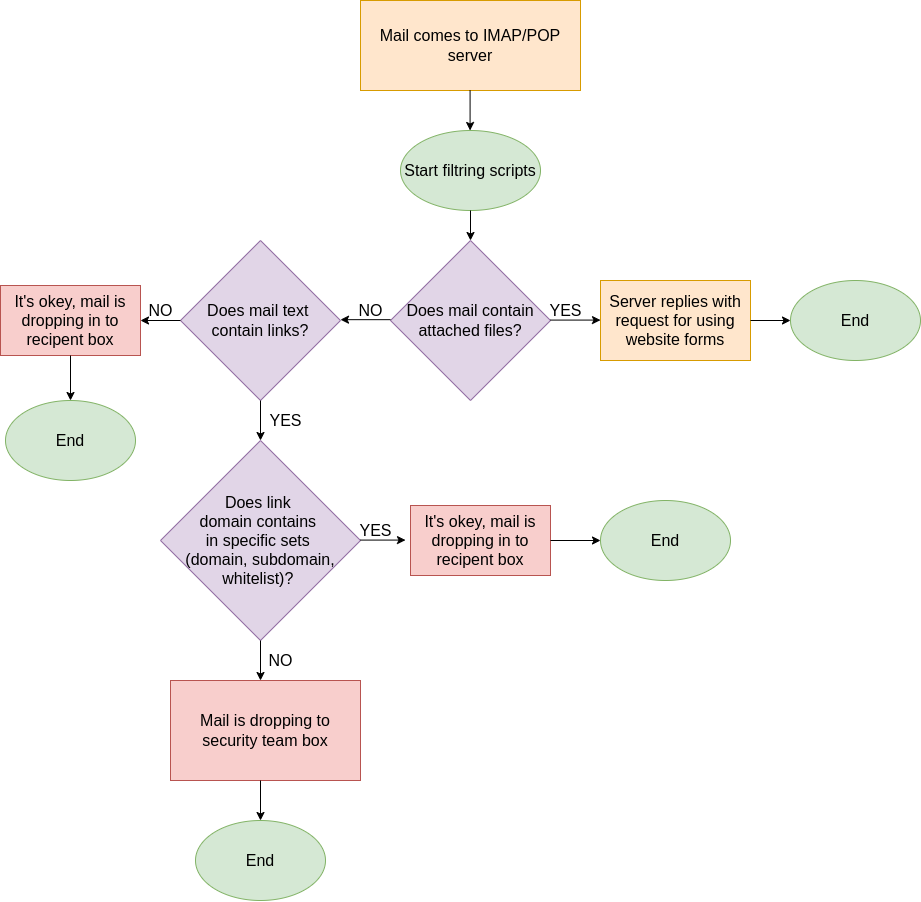 Mail comes to IMAP/POP
server
Start filtring scripts
Does mail contain
attached files?
YES
Server replies with
request for using
website forms
End
NO
Does mail text
contain links?
NO
It's okey, mail is
dropping in to
recipent box
End
YES
Does link
domain contains
in specific sets
(domain, subdomain,
whitelist)?
YES
It's okey, mail is
dropping in to
recipent box
End
NO
Mail is dropping to
security team box
End